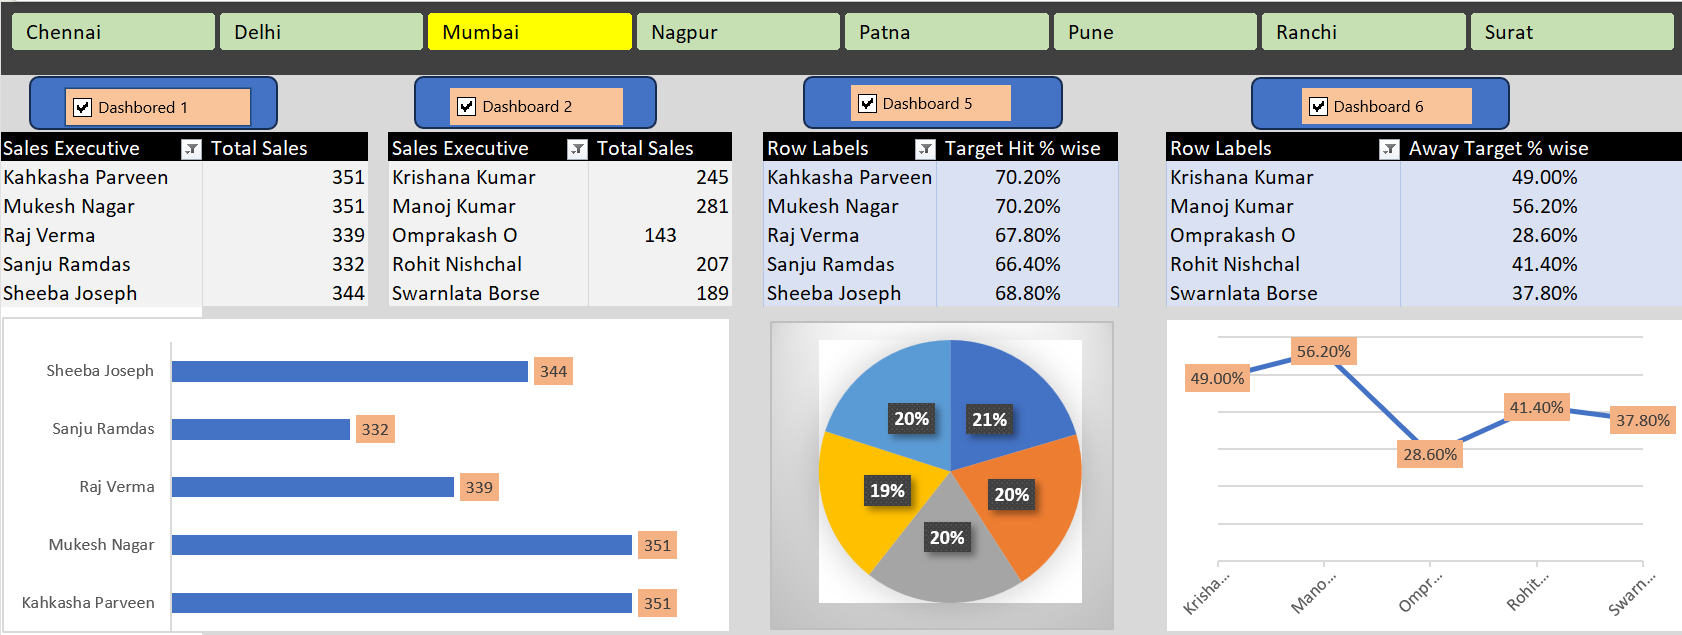 Chennai Delhi Mumbai Nagpur Patna Pune Ranchi Surat
Dashbored 1 Dashboard 2 Dashboard 5 Dashboard 6
Sales Executive Total Sales
Kahkasha Parveen 351
Mukesh Nagar 351
Raj Verma 339
Sanju Ramdas 332
Sheeba Joseph 344
Sales Executive Total Sales
Krishana Kumar 245
Manoj Kumar 281
Omprakash O 143
Rohit Nishchal 207
Swarnlata Borse 189
Row Labels Target Hit % wise
Kahkasha Parveen 70.20%
Mukesh Nagar 70.20%
Raj Verma 67.80%
Sanju Ramdas 66.40%
Sheeba Joseph 68.80%
Row Labels Away Target % wise
Krishana Kumar 49.00%
Manoj Kumar 56.20%
Omprakash O 28.60%
Rohit Nishchal 41.40%
Swarnlata Borse 37.80%
Sheeba Joseph 344
Sanju Ramdas 332
Raj Verma 339
Mukesh Nagar 351
Kahkasha Parveen 351
20% 21%
19% 20%
20%
56.20%
49.00%
41.40%
37.80%
28.60%
Krisha... Mano... Ompr... Rohit... Swarn...